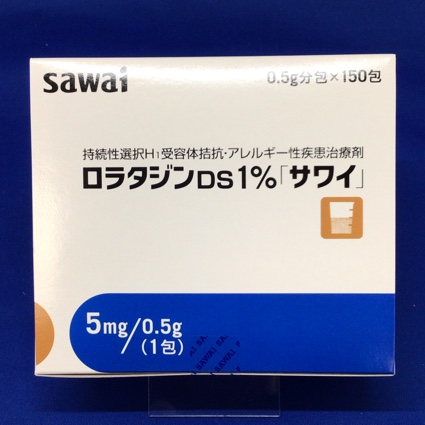 sawai
0.5g分包×150包
持続性選択H₁受容体拮抗・アレルギー性疾患治療剤
ロラタジンDS1%「サワイ」
5mg/0.5g
(1包)
SAWAI